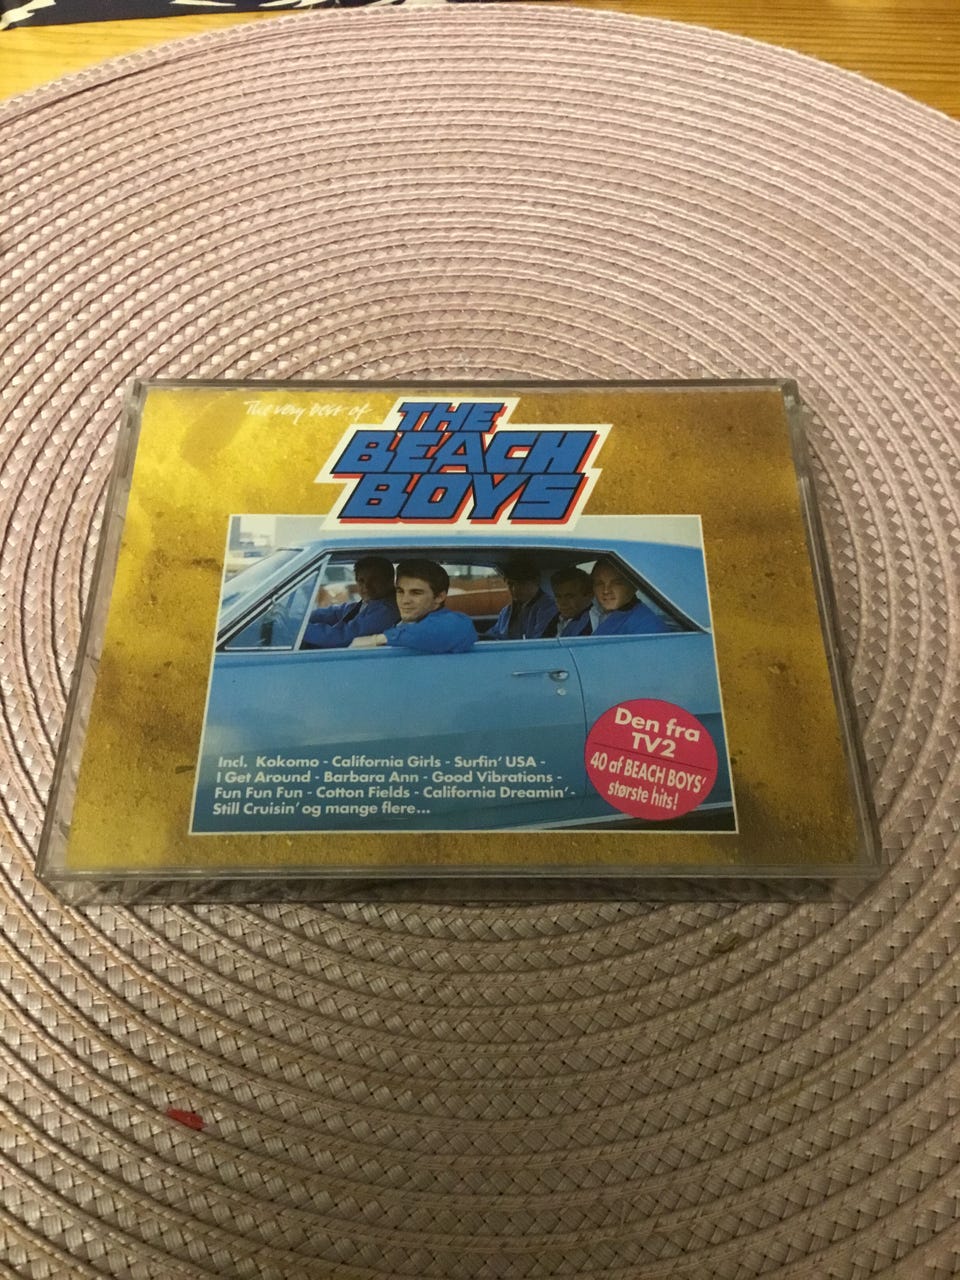 The very best of
THE
BEACH
BOYS
Incl. Kokomo - California Girls - Surfin' USA -
I Get Around - Barbara Ann - Good Vibrations -
Fun Fun Fun - Cotton Fields - California Dreamin' -
Still Cruisin' og mange flere...
Den fra
TV2
40 af BEACH BOYS'
største hits!